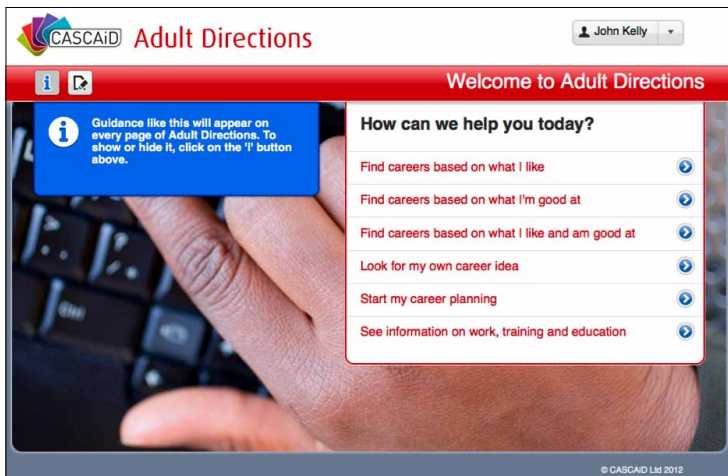 CASCAiD Adult Directions
John Kelly
i
Welcome to Adult Directions
i
Guidance like this will appear on
every page of Adult Directions. To
show or hide it, click on the 'i' button
above.
How can we help you today?
Find careers based on what I like
Find careers based on what I'm good at
Find careers based on what I like and am good at
Look for my own career idea
Start my career planning
See information on work, training and education
© CASCAiD Ltd 2012